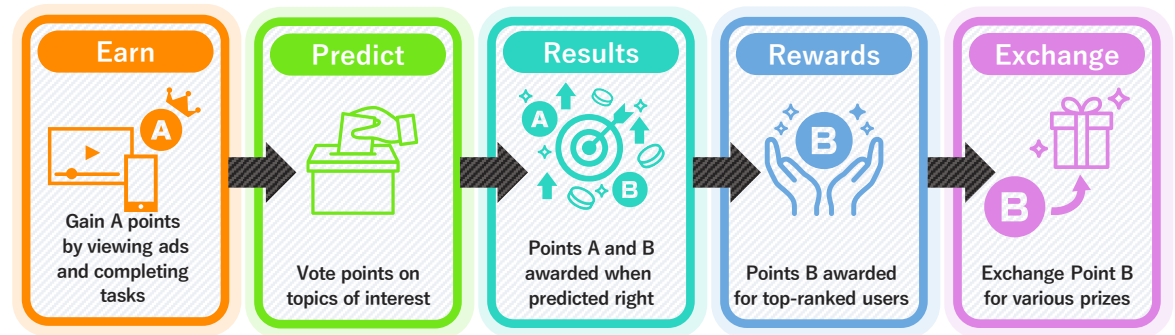 Earn
A
Gain A points
by viewing ads
and completing
tasks
Predict
Vote points on
topics of interest
Results
A
B
Points A and B
awarded when
predicted right
Rewards
B
Points B awarded
for top-ranked users
Exchange
B
Exchange Point B
for various prizes